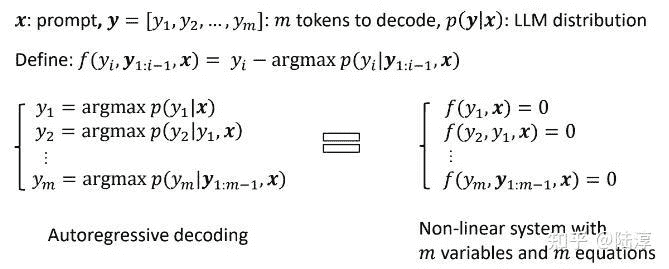 x: prompt, y = [y₁, y₂, …, yₘ]: m tokens to decode, p(y|x): LLM distribution
Define: f(yᵢ, y₁:ᵢ₋₁, x) = yᵢ − argmax p(yᵢ|y₁:ᵢ₋₁, x)
y₁ = argmax p(y₁|x)
y₂ = argmax p(y₂|y₁, x)
⋮
yₘ = argmax p(yₘ|y₁:ₘ₋₁, x)
Autoregressive decoding
=
f(y₁, x) = 0
f(y₂, y₁, x) = 0
⋮
f(yₘ, y₁:ₘ₋₁, x) = 0
Non-linear system with
m variables and m equations
知乎 @陆淳